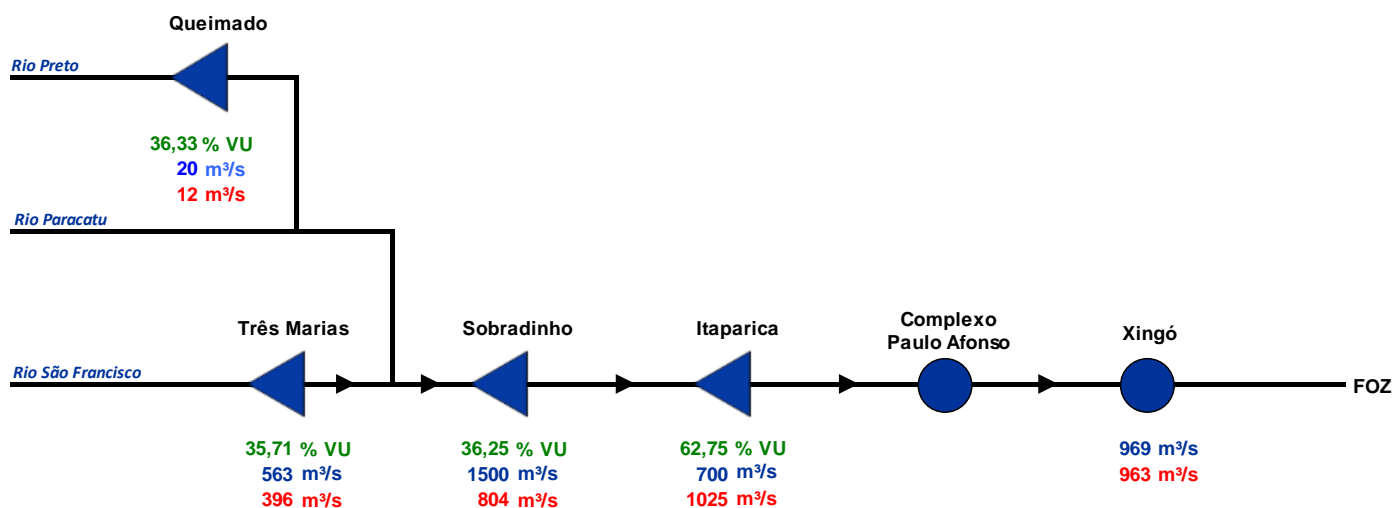 Queimado
Rio Preto
36,33 % VU
20 m³/s
12 m³/s
Rio Paracatu
Três Marias
Sobradinho
Itaparica
Complexo
Paulo Afonso
Xingó
Rio São Francisco
FOZ
35,71 % VU
563 m³/s
396 m³/s
36,25 % VU
1500 m³/s
804 m³/s
62,75 % VU
700 m³/s
1025 m³/s
969 m³/s
963 m³/s